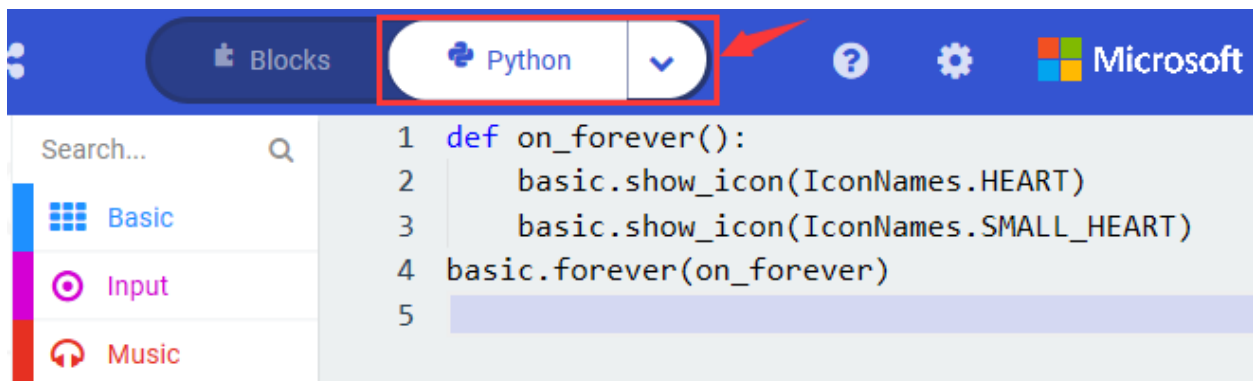 Blocks Python Microsoft
Search...
Basic
Input
Music
1 def on_forever():
2     basic.show_icon(IconNames.HEART)
3     basic.show_icon(IconNames.SMALL_HEART)
4 basic.forever(on_forever)
5